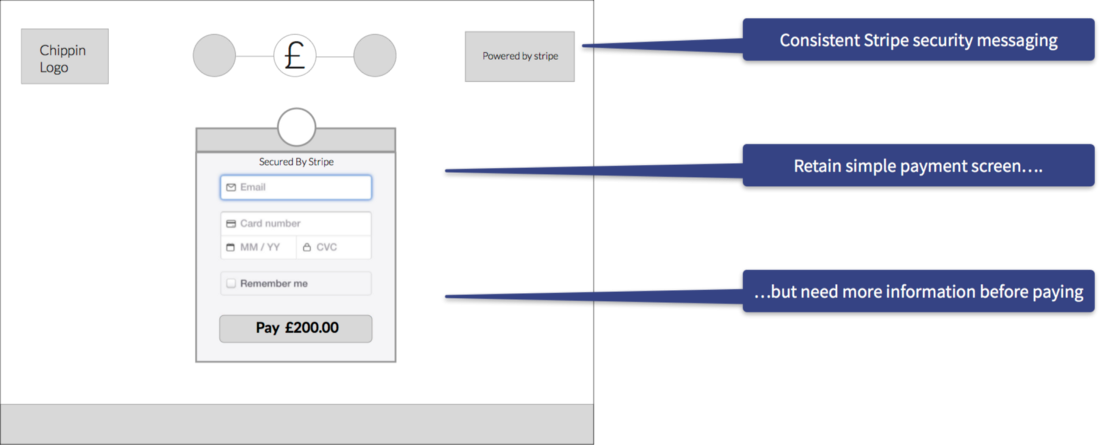 Chippin
Logo
£
Powered by stripe
Consistent Stripe security messaging
Secured By Stripe
Email
Retain simple payment screen....
Card number
MM / YY
CVC
Remember me
...but need more information before paying
Pay £200.00